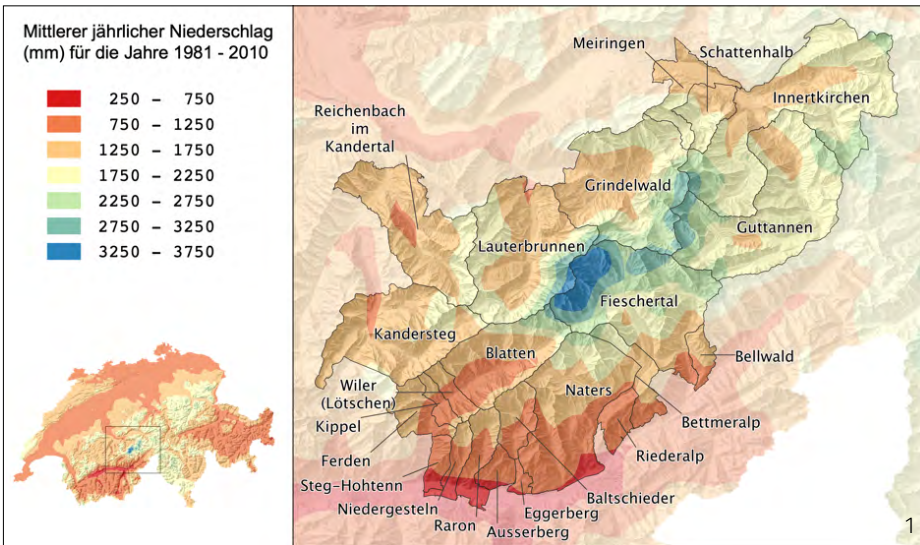 Mittlerer jährlicher Niederschlag
(mm) für die Jahre 1981 - 2010
250 – 750
750 – 1250
1250 – 1750
1750 – 2250
2250 – 2750
2750 – 3250
3250 – 3750
Meiringen
Schattenhalb
Innertkirchen
Reichenbach
im
Kandertal
Grindelwald
Guttannen
Lauterbrunnen
Fieschertal
Kandersteg
Blatten
Bellwald
Wiler
(Lötschen)
Naters
Kippel
Bettmeralp
Ferden
Riederalp
Steg-Hohtenn
Baltschieder
Niedergesteln
Eggerberg
Raron
Ausserberg
1